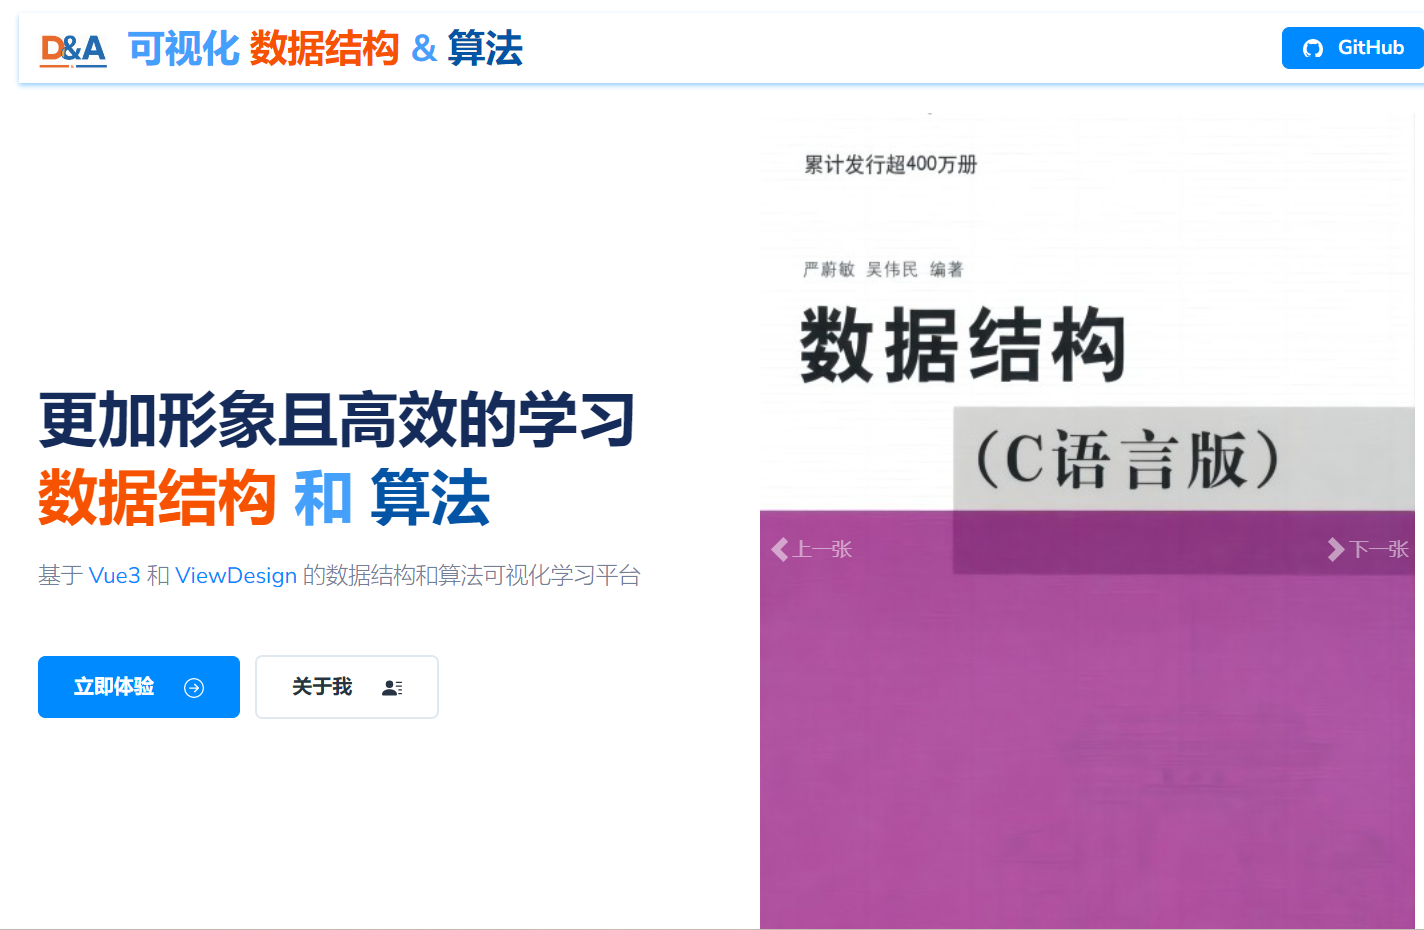 D&A 可视化 数据结构 & 算法
GitHub
更加形象且高效的学习
数据结构 和 算法
基于 Vue3 和 ViewDesign 的数据结构和算法可视化学习平台
立即体验
关于我
累计发行超400万册
严蔚敏 吴伟民 编著
数据结构
(C语言版)
上一张
下一张